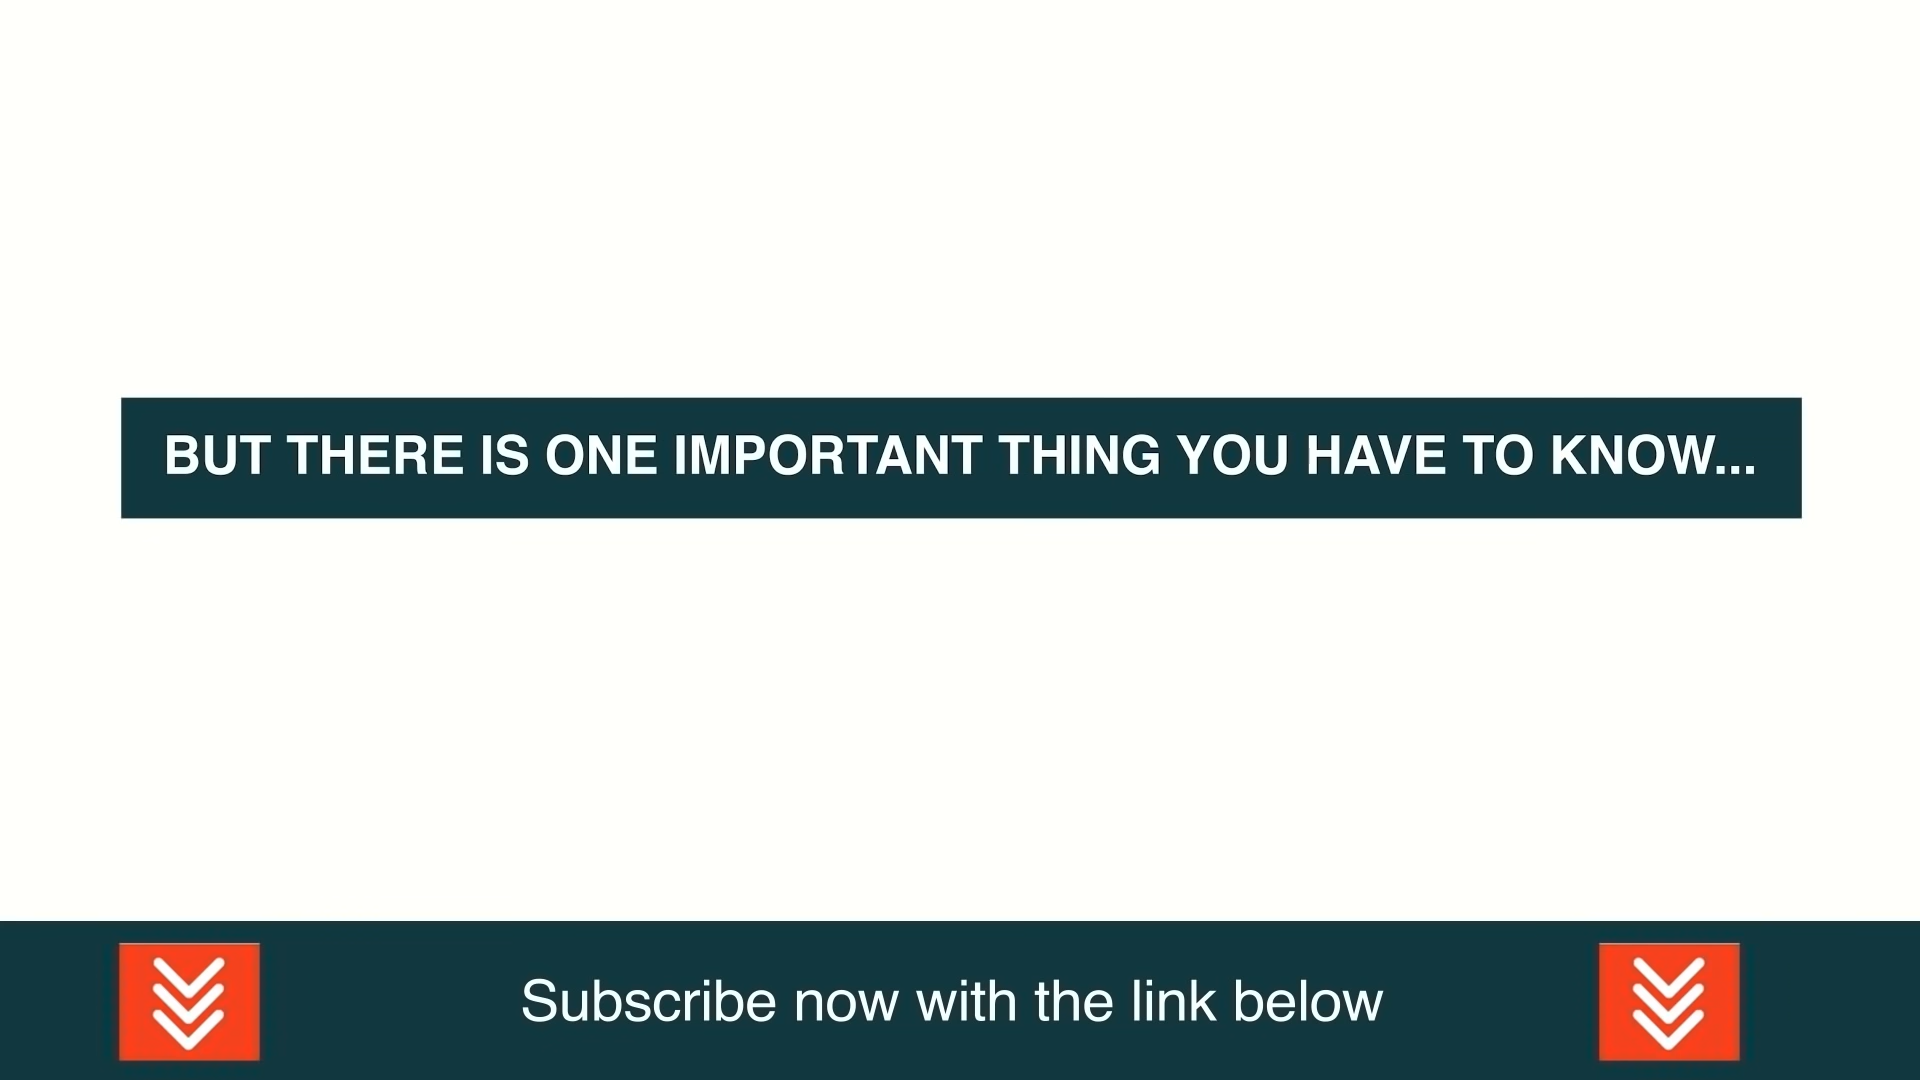 BUT THERE IS ONE IMPORTANT THING YOU HAVE TO KNOW...
Subscribe now with the link below